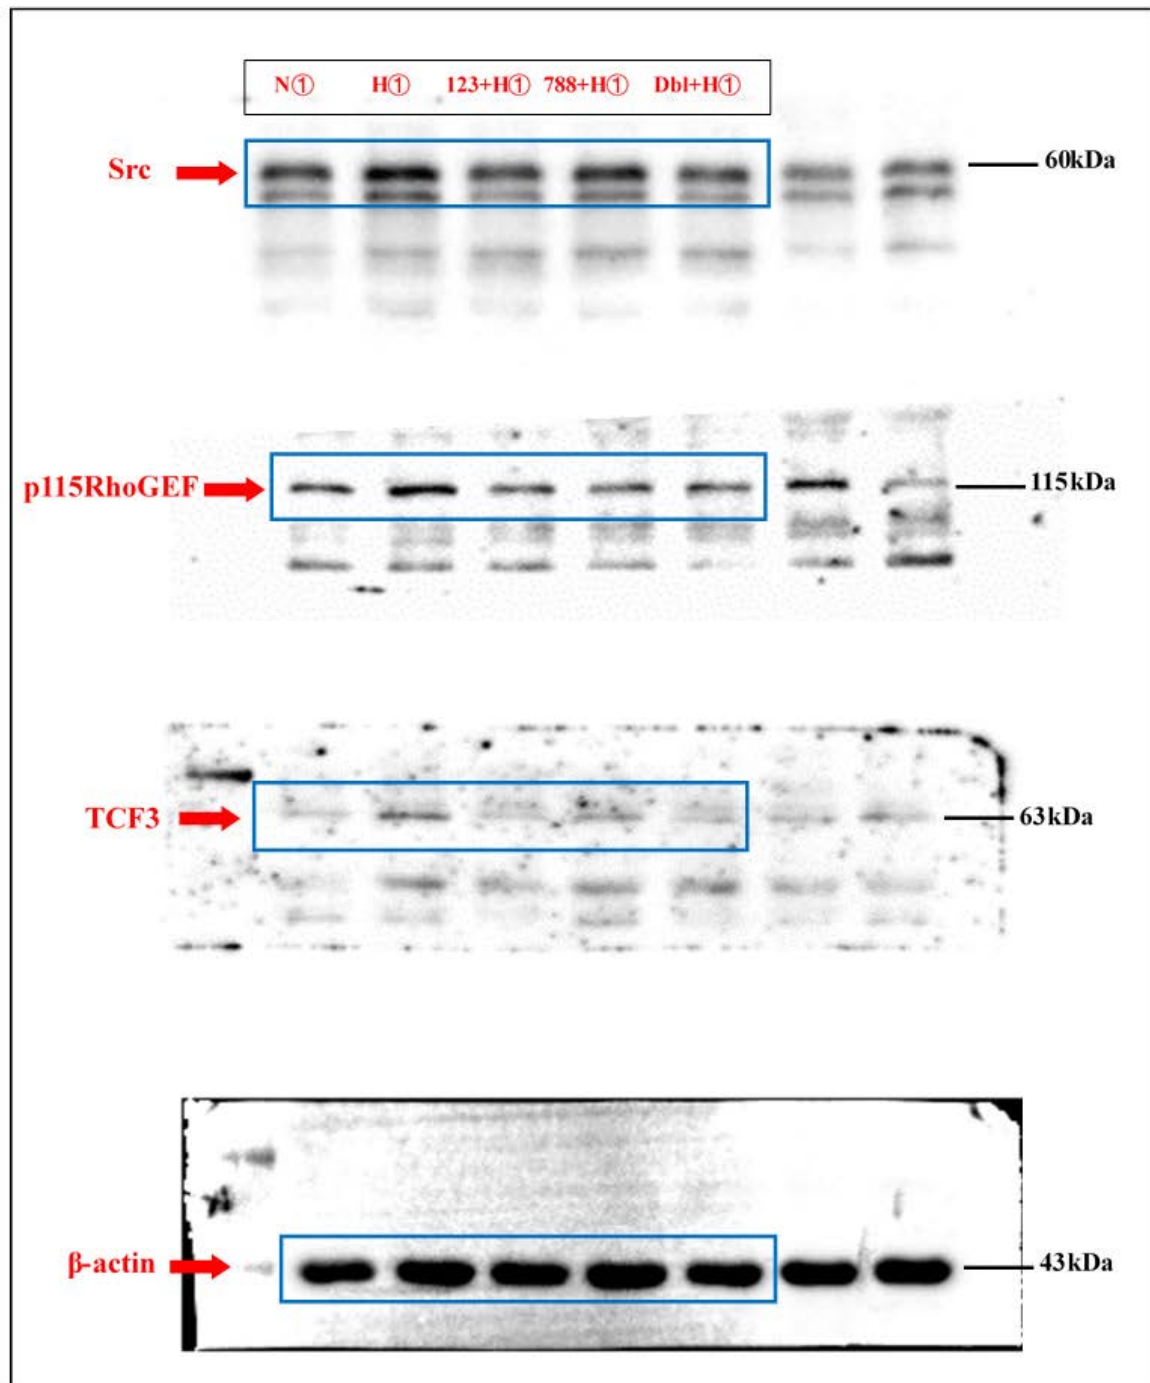 N① H① 123+H① 788+H① Dbl+H①
Src 60kDa
p115RhoGEF 115kDa
TCF3 63kDa
β-actin 43kDa